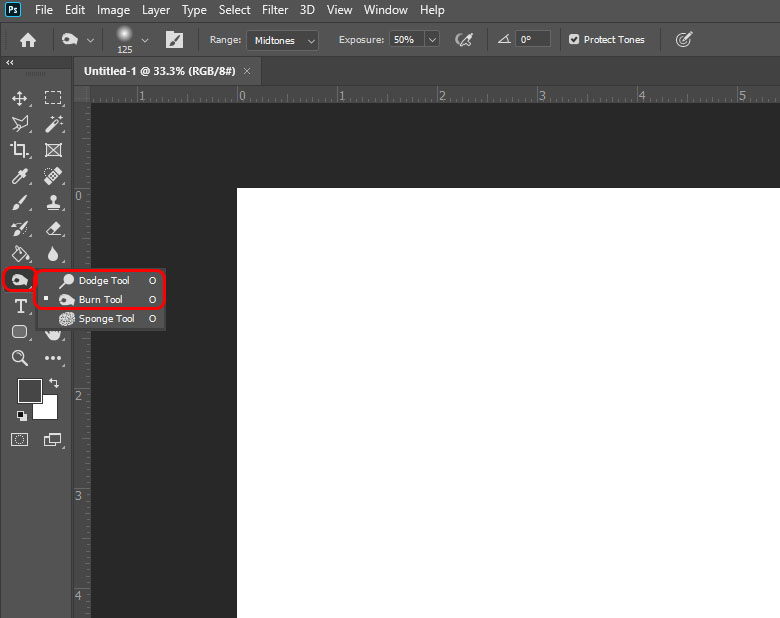 Ps File Edit Image Layer Type Select Filter 3D View Window Help
125 Range: Midtones Exposure: 50% 0° Protect Tones
Untitled-1 @ 33.3% (RGB/8#) ×
1 0 1 2 3 4 5
0
Dodge Tool O
Burn Tool O
T
Sponge Tool O
2
3
4